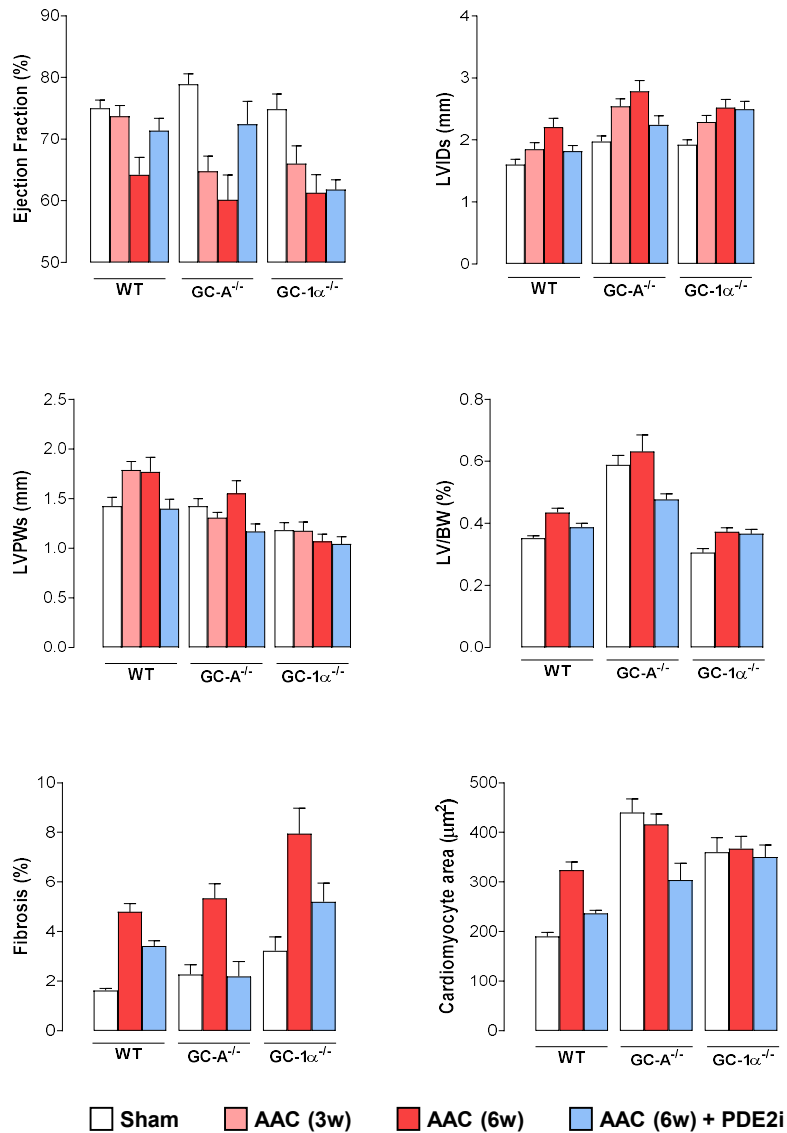 Ejection Fraction (%)
90
80
70
60
50
WT
GC-A-/-
GC-1α-/-
LVIDs (mm)
4
3
2
1
0
WT
GC-A-/-
GC-1α-/-
LVPWs (mm)
2.5
2.0
1.5
1.0
0.5
0.0
WT
GC-A-/-
GC-1α-/-
LV/BW (%)
0.8
0.6
0.4
0.2
0.0
WT
GC-A-/-
GC-1α-/-
Fibrosis (%)
10
8
6
4
2
0
WT
GC-A-/-
GC-1α-/-
Cardiomyocyte area (μm2)
500
400
300
200
100
0
WT
GC-A-/-
GC-1α-/-
Sham AAC (3w) AAC (6w) AAC (6w) + PDE2i